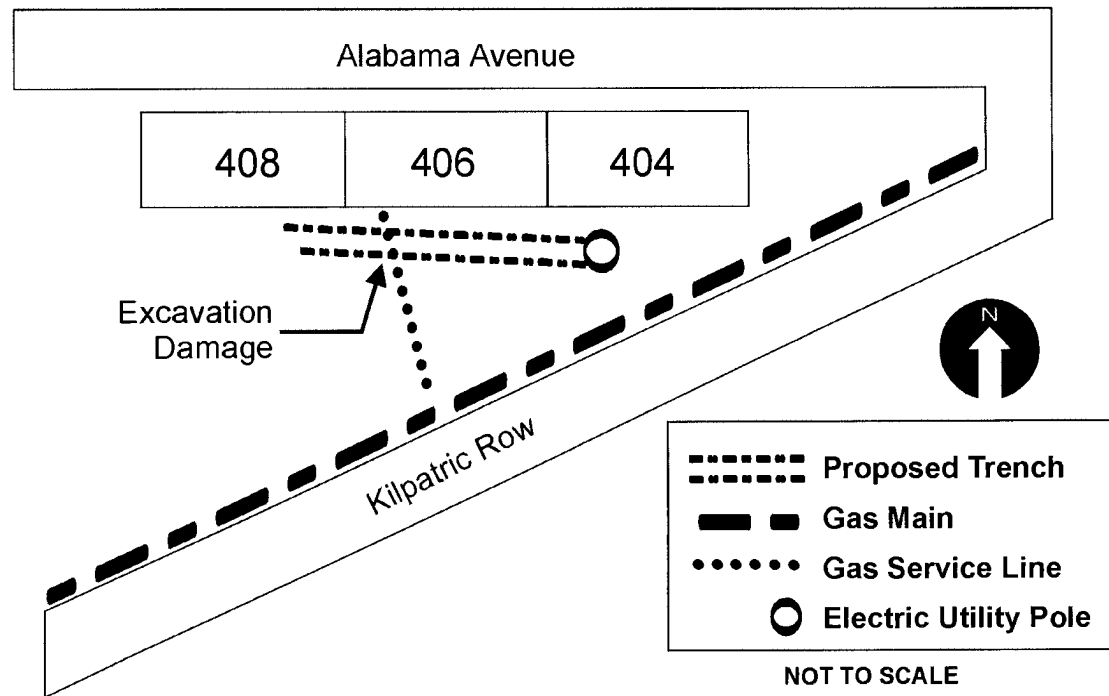 Alabama Avenue
408
406
404
Excavation
Damage
Kilpatric Row
N
Proposed Trench
Gas Main
Gas Service Line
Electric Utility Pole
NOT TO SCALE